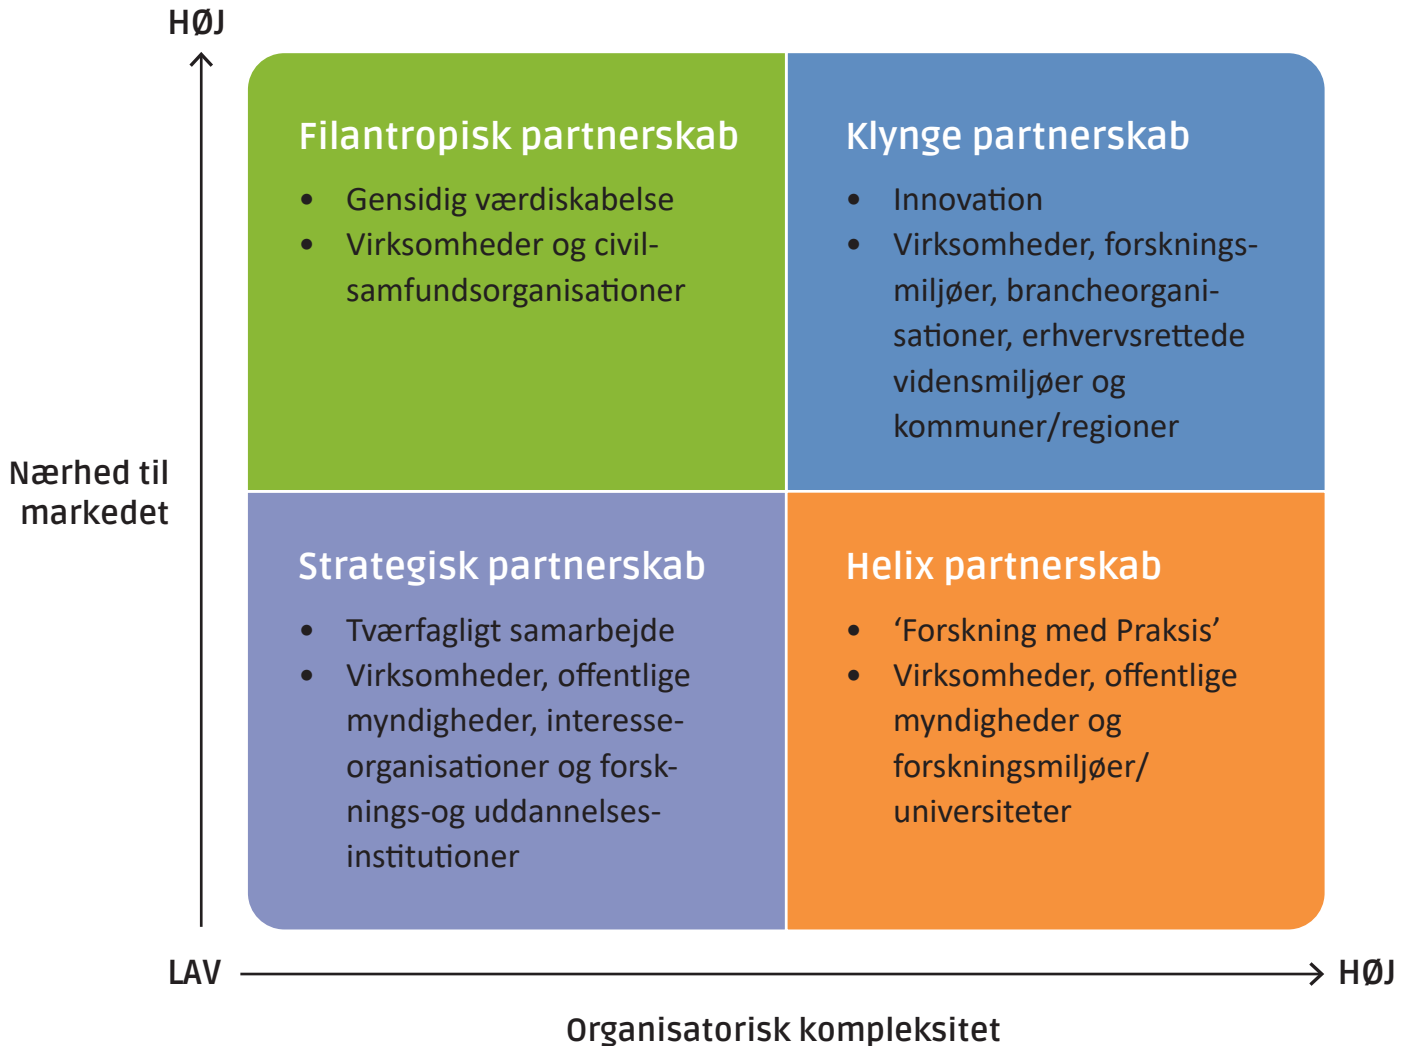 HØJ
Filantropisk partnerskab
• Gensidig værdiskabelse
• Virksomheder og civil-
samfundsorganisationer
Klynge partnerskab
• Innovation
• Virksomheder, forsknings-
miljøer, brancheorgani-
sationer, erhvervsrettede
vidensmiljøer og
kommuner/regioner
Nærhed til
markedet
Strategisk partnerskab
• Tværfagligt samarbejde
• Virksomheder, offentlige
myndigheder, interesse-
organisationer og forsk-
nings-og uddannelses-
institutioner
Helix partnerskab
• ‘Forskning med Praksis’
• Virksomheder, offentlige
myndigheder og
forskningsmiljøer/
universiteter
LAV
HØJ
Organisatorisk kompleksitet